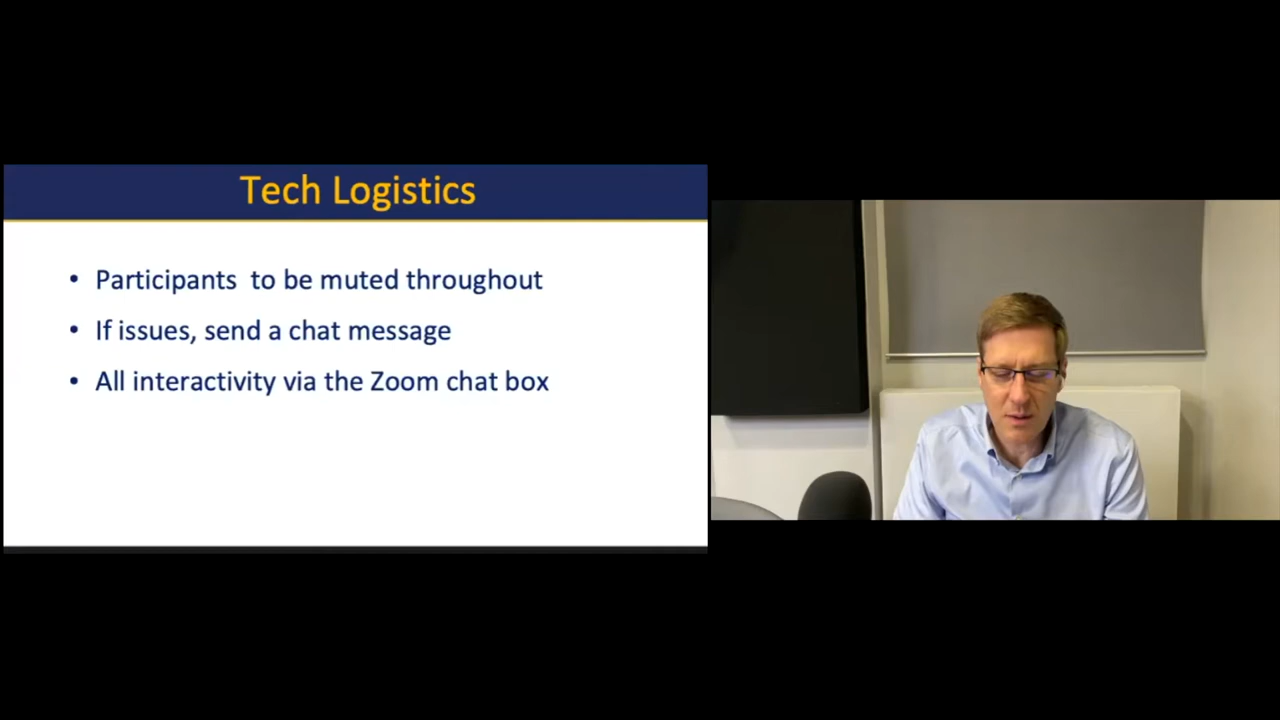 Tech Logistics
• Participants  to be muted throughout
• If issues, send a chat message
• All interactivity via the Zoom chat box